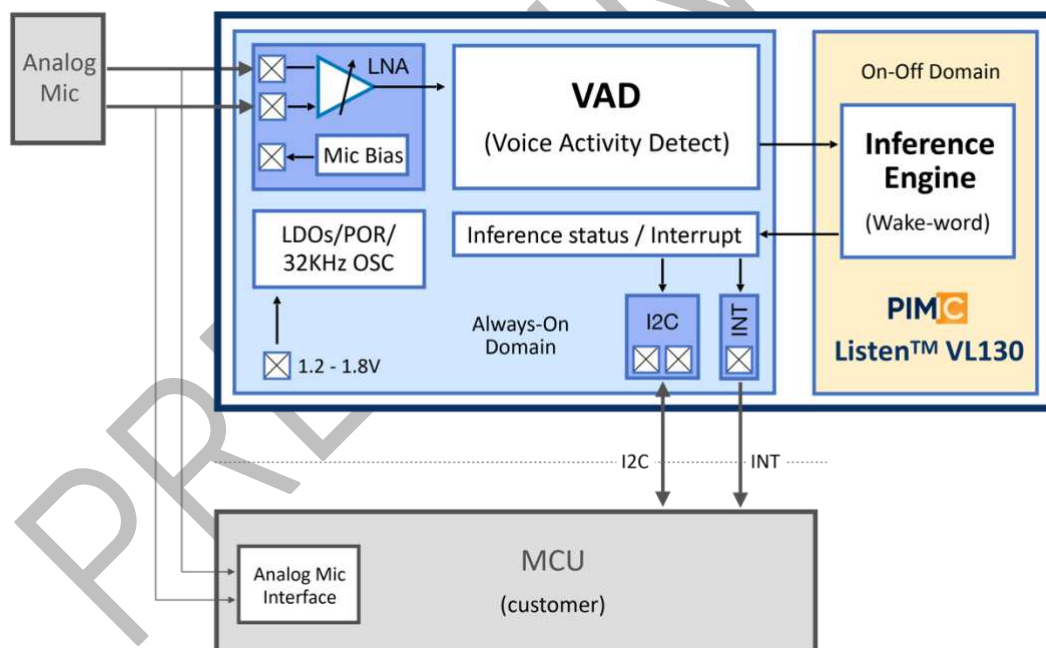 Analog
Mic
LNA
Mic Bias
VAD
(Voice Activity Detect)
On-Off Domain
Inference
Engine
(Wake-word)
LDOs/POR/
32KHz OSC
Inference status / Interrupt
1.2 - 1.8V
Always-On
Domain
I2C
INT
PIMIC
Listen™ VL130
I2C
INT
MCU
(customer)
Analog Mic
Interface